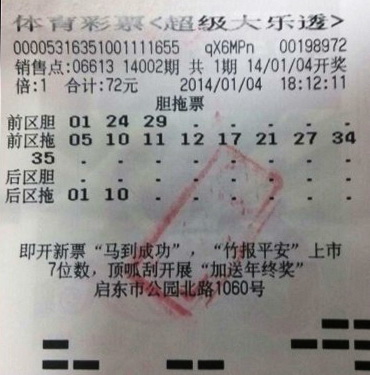 体育彩票<超级大乐透>
00005316351001111655 qX6MPn 00198972
销售点:06613 14002期 共 1期 14/01/04开奖
倍:1 合计:72元 2014/01/04 18:12:11
胆拖票
前区胆 01 24 29 - - - - -
前区拖 05 10 11 12 17 21 27 34
35 - - - - - - -
后区胆 - - - - - - - -
后区拖 01 10 - - - - - -
即开新票“马到成功”，“竹报平安”上市
7位数，顶呱刮开展“加送年终奖”
启东市公园北路1060号